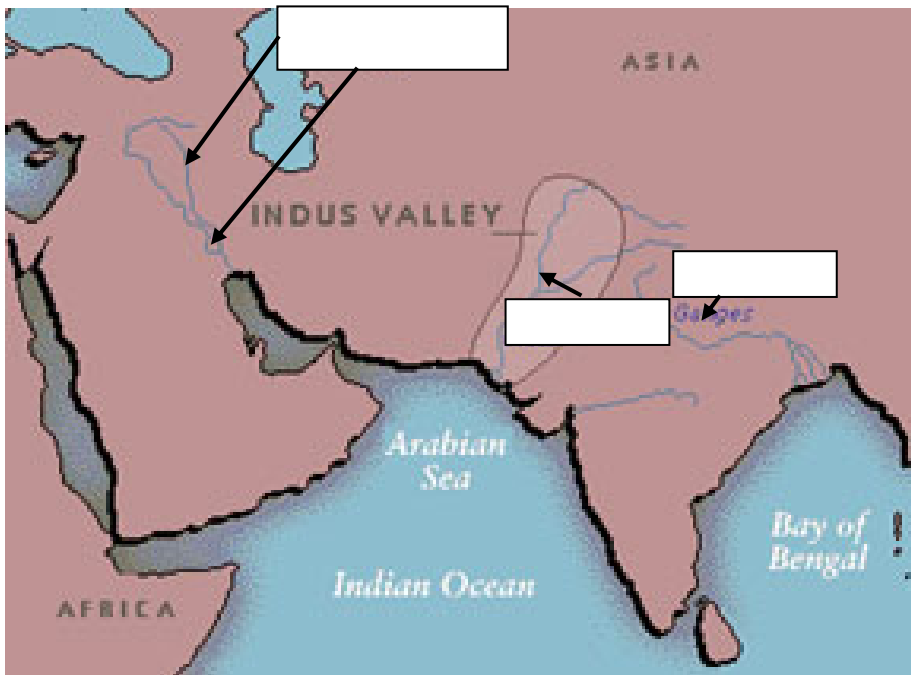 ASIA
INDUS VALLEY
Ganges
Arabian
Sea
Bay of
Bengal
Indian Ocean
AFRICA